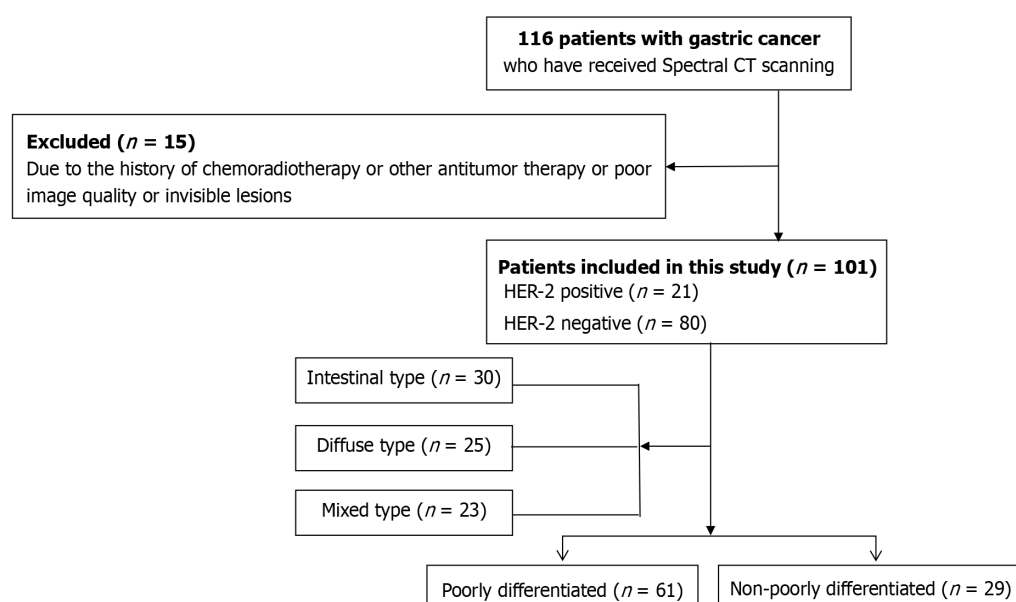 116 patients with gastric cancer
who have received Spectral CT scanning
Excluded (n = 15)
Due to the history of chemoradiotherapy or other antitumor therapy or poor
image quality or invisible lesions
Patients included in this study (n = 101)
HER-2 positive (n = 21)
HER-2 negative (n = 80)
Intestinal type (n = 30)
Diffuse type (n = 25)
Mixed type (n = 23)
Poorly differentiated (n = 61)
Non-poorly differentiated (n = 29)